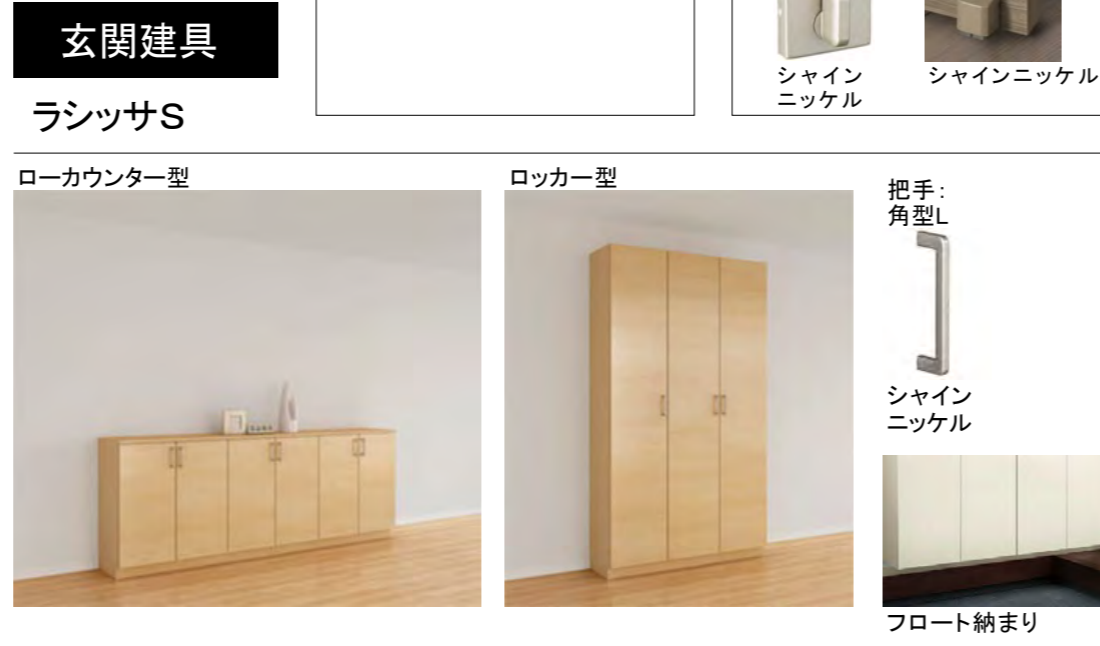 玄関建具
ラシッサS
シャイン
ニッケル
シャインニッケル
ローカウンター型
ロッカー型
把手:
角型L
シャイン
ニッケル
フロート納まり